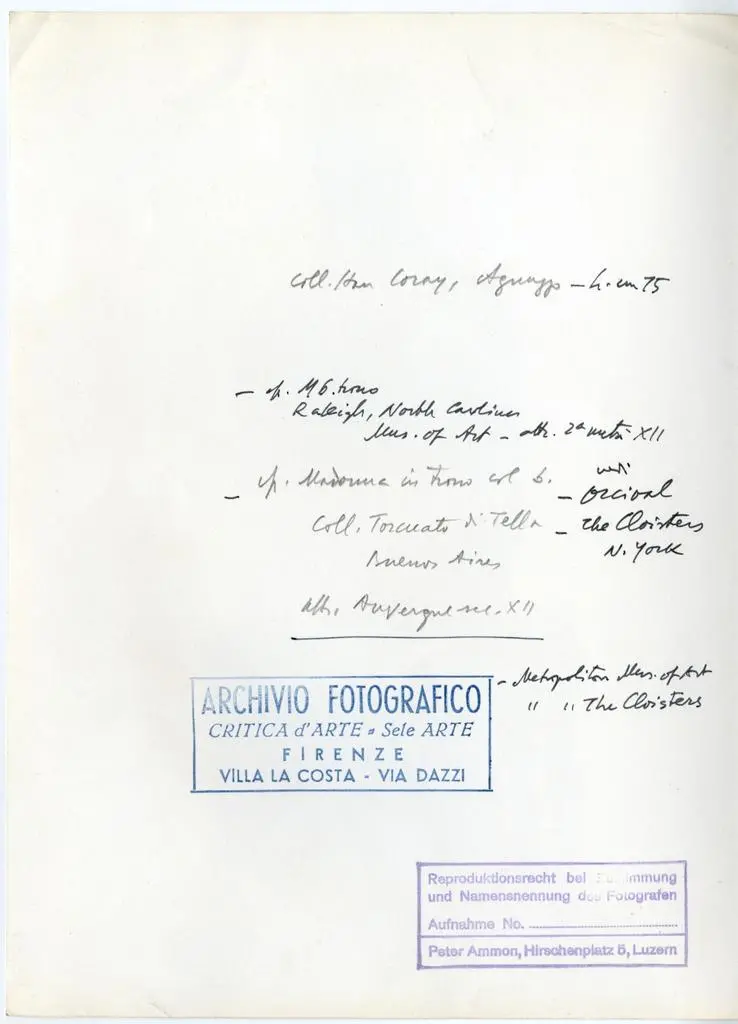 Coll. Han Coray, Agnuzzo – h. cm 75
– cf. M. B. trono
Raleigh, North Carolina
Mus. of Art – attr. 2ª metà XII
– cf. Madonna in trono col b.
vedi
– Orcival
Coll. Torcuato di Tella
– The Cloisters
N. York
Buenos Aires
attr. Auvergne sec. XII
– Metropolitan Mus. of Art
" " The Cloisters
ARCHIVIO FOTOGRAFICO
CRITICA d'ARTE - Sele ARTE
FIRENZE
VILLA LA COSTA - VIA DAZZI
Reproduktionsrecht bei
und Namensnennung des Fotografen
Aufnahme No.
Peter Ammon, Hirschenplatz 5, Luzern